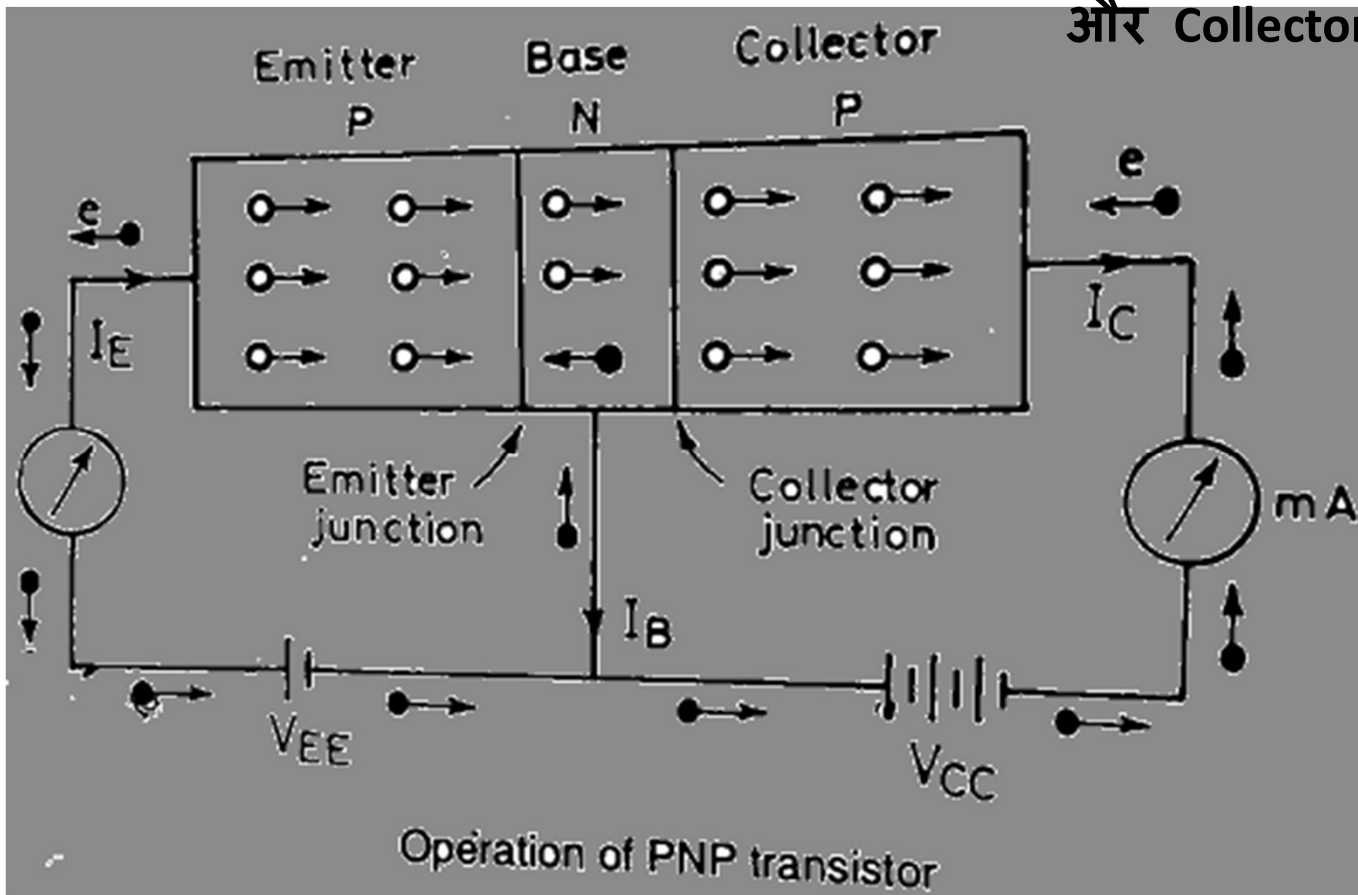 और Collector
Emitter Base Collector
P N P
e e
I_E I_C
Emitter junction Collector junction
mA
I_B
V_EE V_CC
Operation of PNP transistor